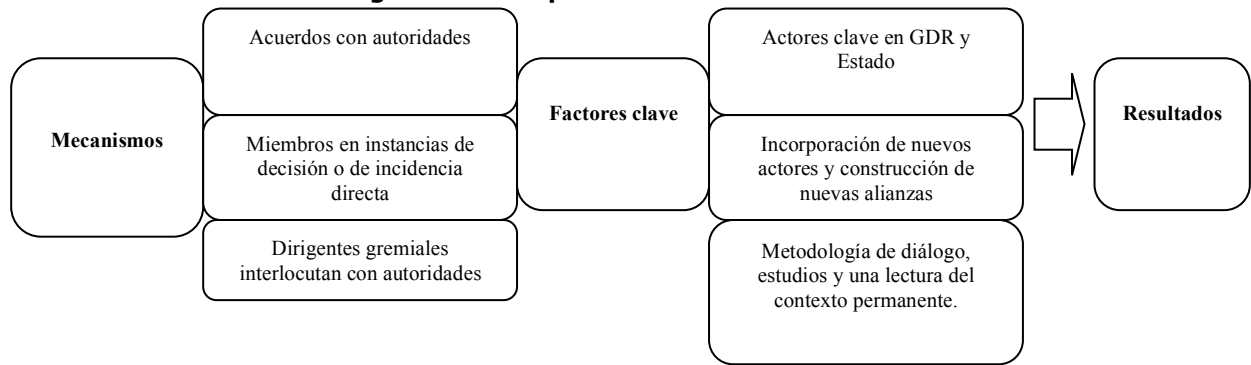 Mecanismos
Acuerdos con autoridades
Miembros en instancias de
decisión o de incidencia
directa
Dirigentes gremiales
interlocutan con autoridades
Factores clave
Actores clave en GDR y
Estado
Incorporación de nuevos
actores y construcción de
nuevas alianzas
Metodología de diálogo,
estudios y una lectura del
contexto permanente.
Resultados